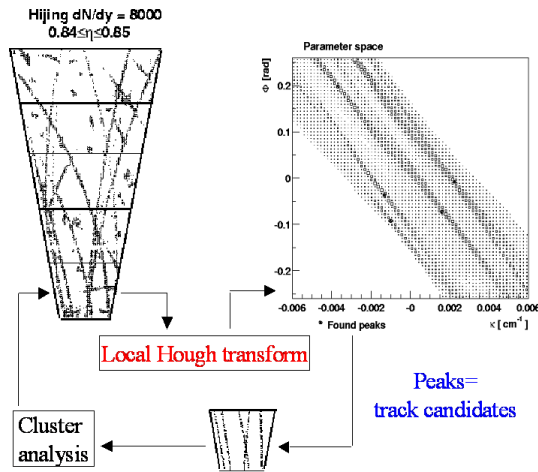 Hijing dN/dy = 8000
0.84≤η≤0.85
Parameter space
Φ [rad]
0.2
0.1
0
-0.1
-0.2
-0.006 -0.004 -0.002 -0 0.002 0.004 0.006
* Found peaks
κ [ cm⁻¹
Local Hough transform
Peaks=
track candidates
Cluster
analysis